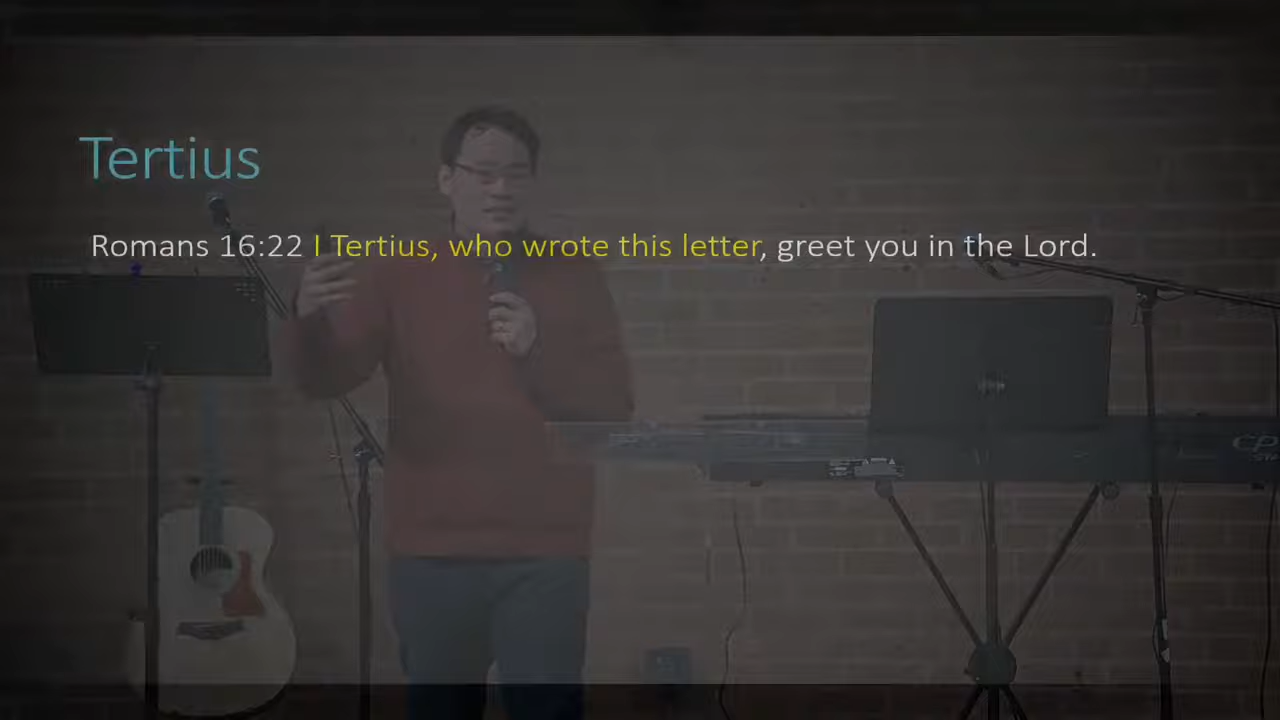 Tertius
Romans 16:22 I Tertius, who wrote this letter, greet you in the Lord.